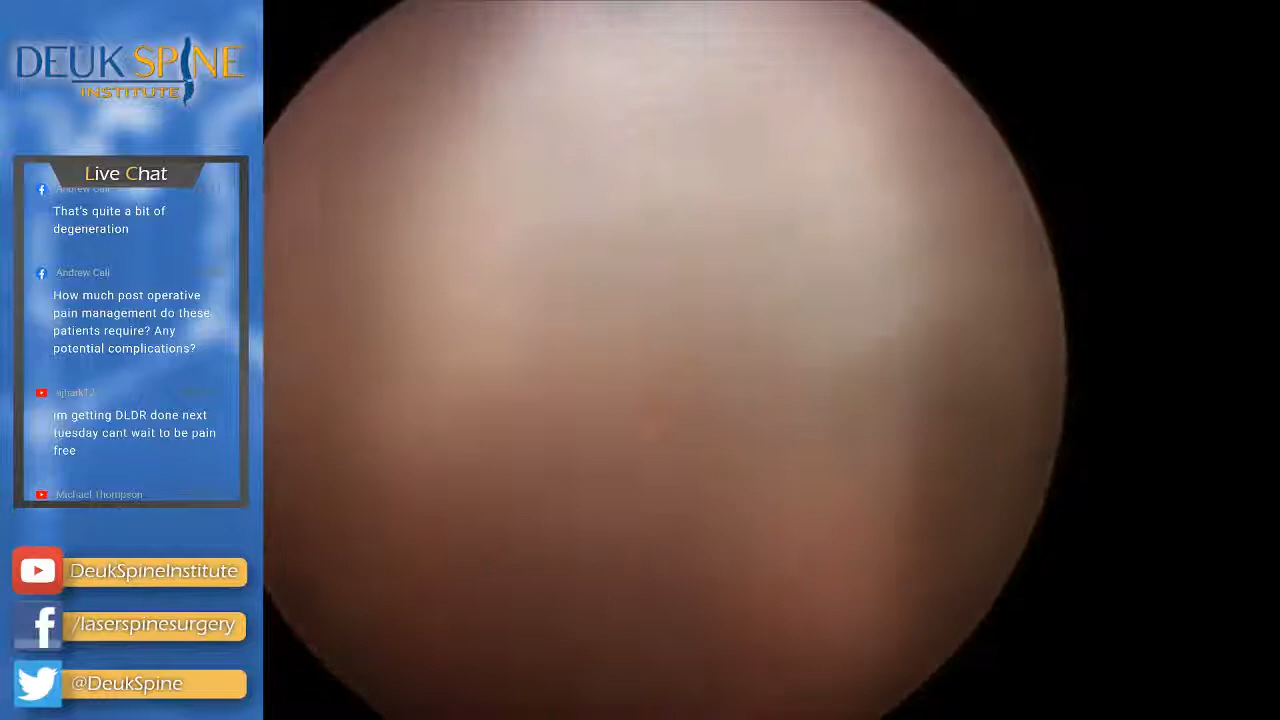 DEUK SPINE
INSTITUTE
Live Chat
That's quite a bit of
degeneration
Andrew Cali
How much post operative
pain management do these
patients require? Any
potential complications?
im getting DLDR done next
tuesday cant wait to be pain
free
Michael Thompson
DeukSpineInstitute
/laserspinesurgery
@DeukSpine